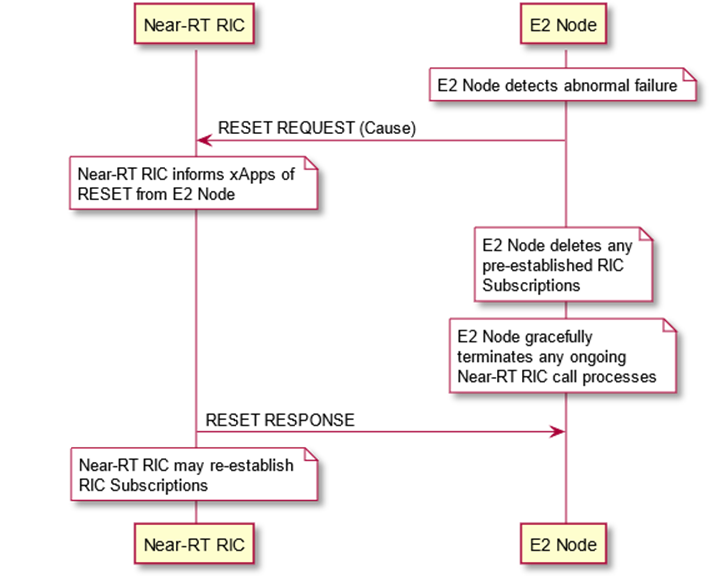 Near-RT RIC
E2 Node
E2 Node detects abnormal failure
RESET REQUEST (Cause)
Near-RT RIC informs xApps of
RESET from E2 Node
E2 Node deletes any
pre-established RIC
Subscriptions
E2 Node gracefully
terminates any ongoing
Near-RT RIC call processes
RESET RESPONSE
Near-RT RIC may re-establish
RIC Subscriptions
Near-RT RIC
E2 Node